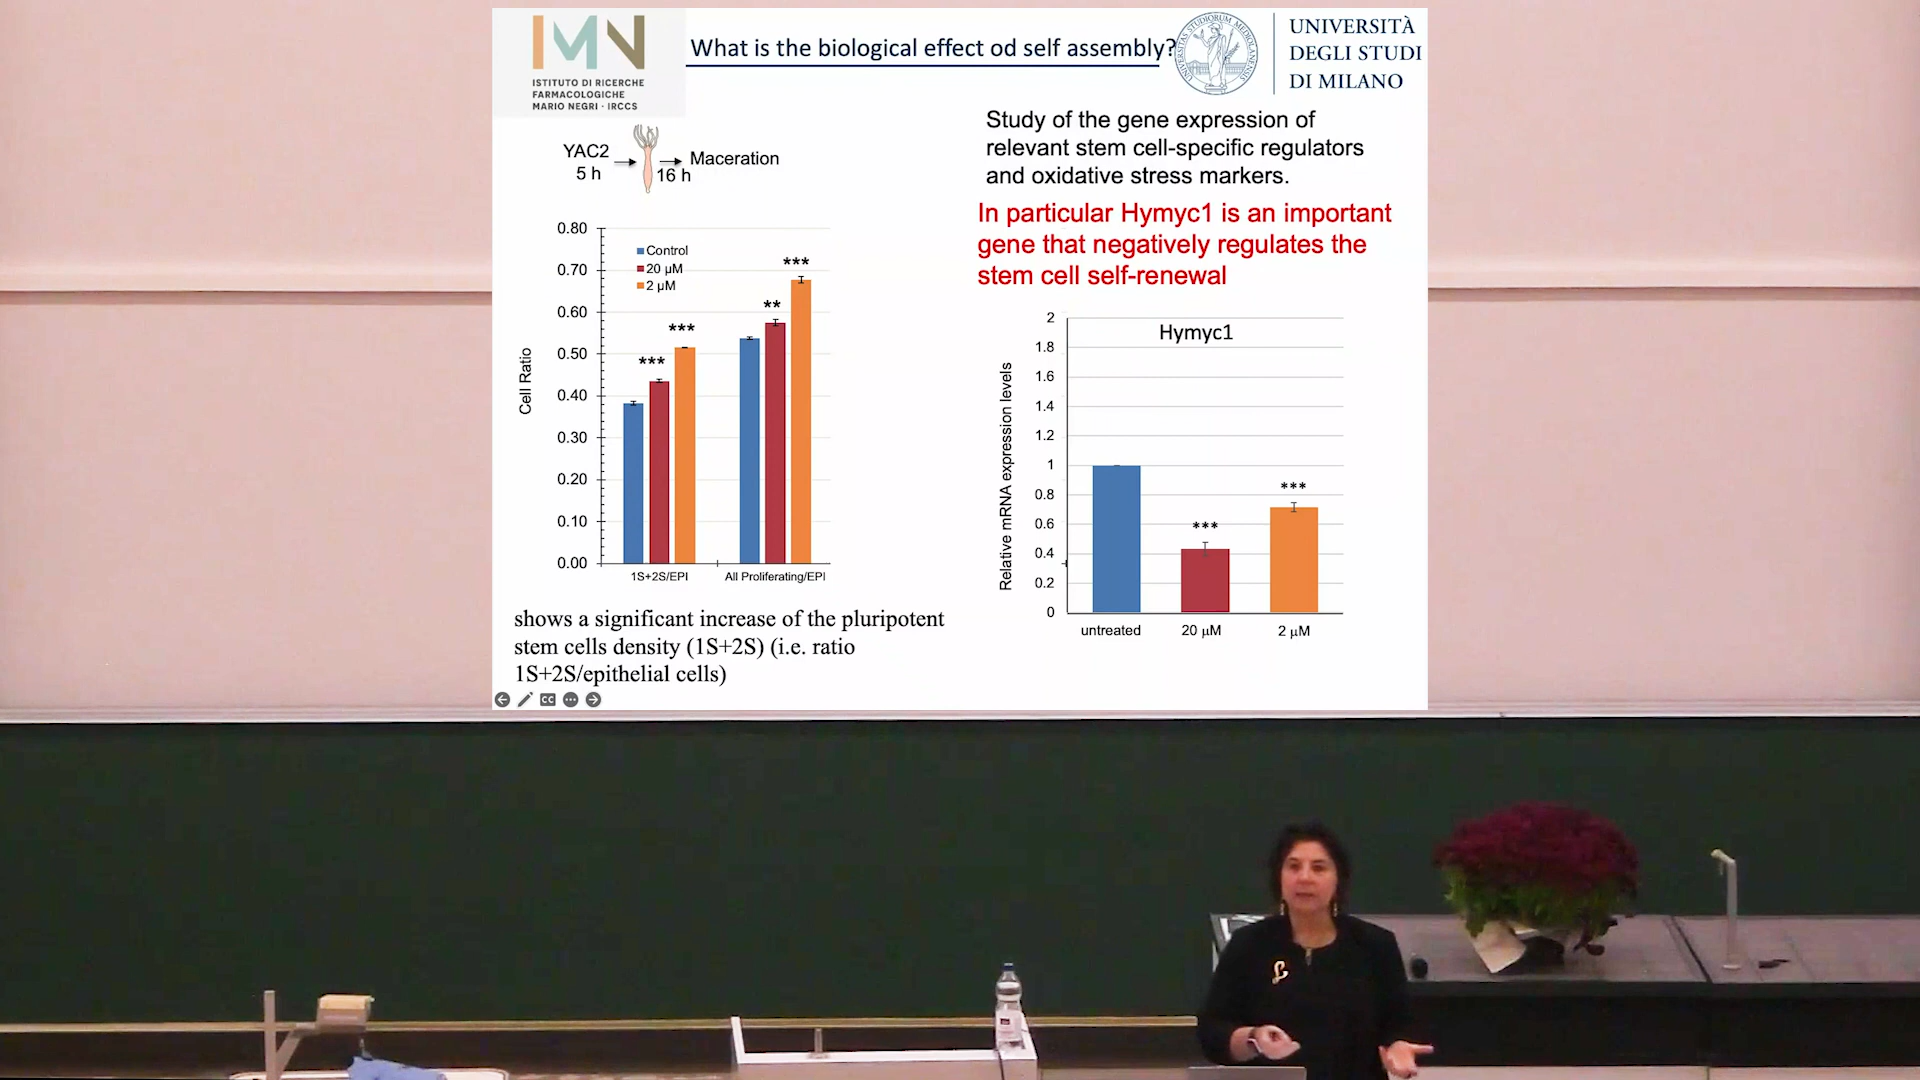 IMN
ISTITUTO DI RICERCHE
FARMACOLOGICHE
MARIO NEGRI · IRCCS
What is the biological effect od self assembly?
UNIVERSITÀ
DEGLI STUDI
DI MILANO
YAC2
5 h
16 h
Maceration
Study of the gene expression of
relevant stem cell-specific regulators
and oxidative stress markers.
In particular Hymyc1 is an important
gene that negatively regulates the
stem cell self-renewal
Cell Ratio
0.80
0.70
0.60
0.50
0.40
0.30
0.20
0.10
0.00
Control
20 µM
2 µM
***
***
**
***
1S+2S/EPI
All Proliferating/EPI
Hymyc1
Relative mRNA expression levels
2
1.8
1.6
1.4
1.2
1
0.8
0.6
0.4
0.2
0
***
***
untreated
20 µM
2 µM
shows a significant increase of the pluripotent
stem cells density (1S+2S) (i.e. ratio
1S+2S/epithelial cells)
CC